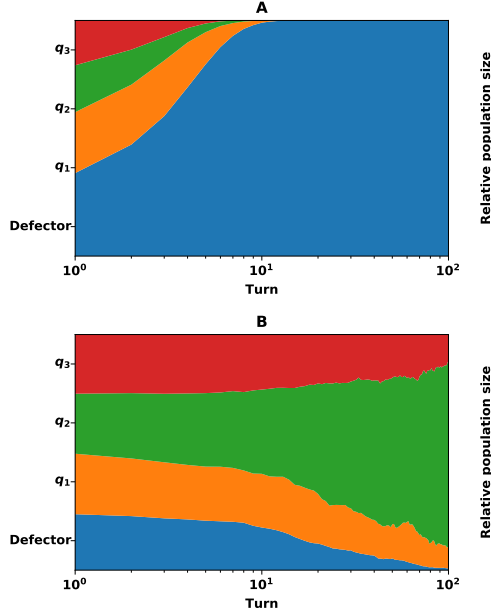 A
q3
q2
q1
Defector
Relative population size
10^0
10^1
10^2
Turn
B
q3
q2
q1
Defector
Relative population size
10^0
10^1
10^2
Turn